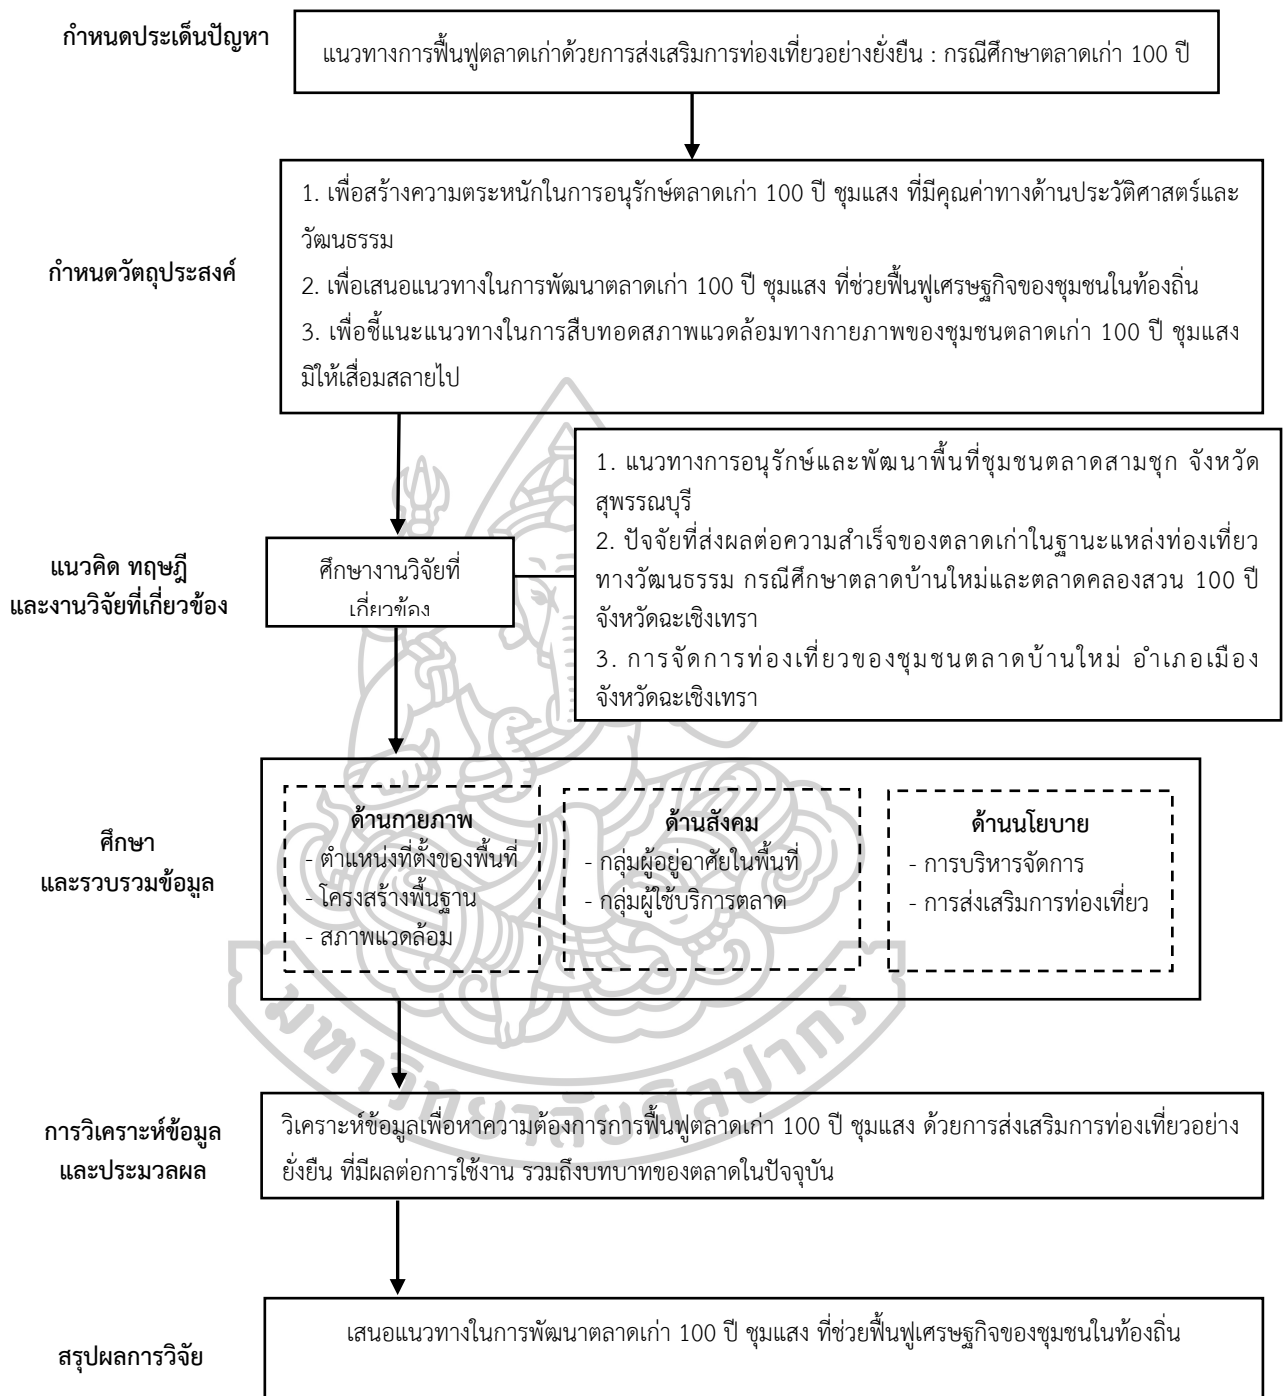 กำหนดประเด็นปัญหา
แนวทางการฟื้นฟูตลาดเก่าด้วยการส่งเสริมการท่องเที่ยวอย่างยั่งยืน : กรณีศึกษาตลาดเก่า 100 ปี
กำหนดวัตถุประสงค์
1. เพื่อสร้างความตระหนักในการอนุรักษ์ตลาดเก่า 100 ปี ชุมแสง ที่มีคุณค่าทางด้านประวัติศาสตร์และ
วัฒนธรรม
2. เพื่อเสนอแนวทางในการพัฒนาตลาดเก่า 100 ปี ชุมแสง ที่ช่วยฟื้นฟูเศรษฐกิจของชุมชนในท้องถิ่น
3. เพื่อชี้แนะแนวทางในการสืบทอดสภาพแวดล้อมทางกายภาพของชุมชนตลาดเก่า 100 ปี ชุมแสง
มิให้เสื่อมสลายไป
แนวคิด ทฤษฎี
และงานวิจัยที่เกี่ยวข้อง
ศึกษางานวิจัยที่
เกี่ยวข้อง
1. แนวทางการอนุรักษ์และพัฒนาพื้นที่ชุมชนตลาดสามชุก จังหวัด
สุพรรณบุรี
2. ปัจจัยที่ส่งผลต่อความสำเร็จของตลาดเก่าในฐานะแหล่งท่องเที่ยว
ทางวัฒนธรรม กรณีศึกษาตลาดบ้านใหม่และตลาดคลองสวน 100 ปี
จังหวัดฉะเชิงเทรา
3. การจัดการท่องเที่ยวของชุมชนตลาดบ้านใหม่ อำเภอเมือง
จังหวัดฉะเชิงเทรา
ศึกษา
และรวบรวมข้อมูล
ด้านกายภาพ
- ตำแหน่งที่ตั้งของพื้นที่
- โครงสร้างพื้นฐาน
- สภาพแวดล้อม
ด้านสังคม
- กลุ่มผู้อยู่อาศัยในพื้นที่
- กลุ่มผู้ใช้บริการตลาด
ด้านนโยบาย
- การบริหารจัดการ
- การส่งเสริมการท่องเที่ยว
มหาวิทยาลัยศิลปากร
การวิเคราะห์ข้อมูล
และประมวลผล
วิเคราะห์ข้อมูลเพื่อหาความต้องการการฟื้นฟูตลาดเก่า 100 ปี ชุมแสง ด้วยการส่งเสริมการท่องเที่ยวอย่าง
ยั่งยืน ที่มีผลต่อการใช้งาน รวมถึงบทบาทของตลาดในปัจจุบัน
สรุปผลการวิจัย
เสนอแนวทางในการพัฒนาตลาดเก่า 100 ปี ชุมแสง ที่ช่วยฟื้นฟูเศรษฐกิจของชุมชนในท้องถิ่น